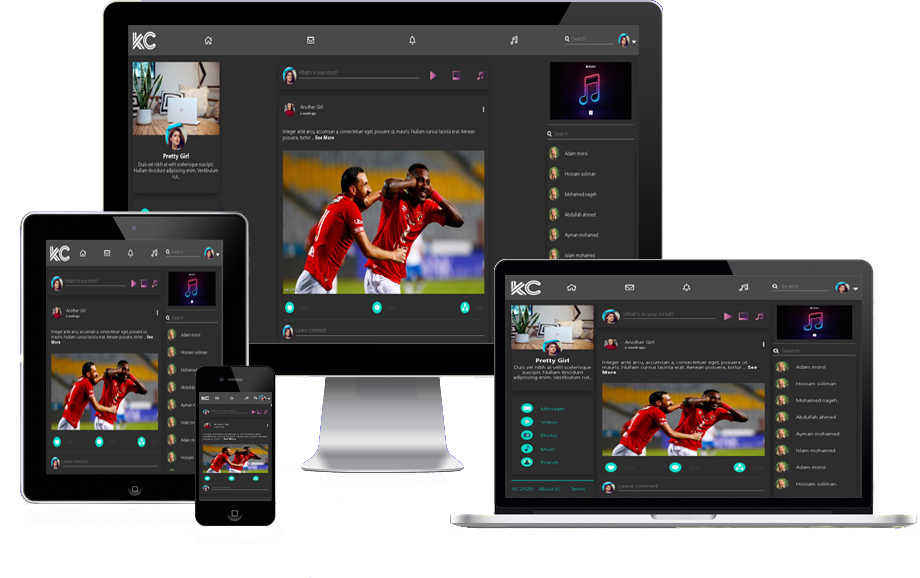 KC
Search
What's in your mind?
Another Girl
a month ago
Integer ante arcu, accumsan a, consectetuer eget, posuere ut, mauris. Nullam cursus lacinia erat. Aenean
posuere, tortor ... See More
Pretty Girl
Duis vel nibh at velit scelerisque suscipit.
Nullam tincidunt adipiscing enim. Vestibulum
rut...
Leave comment
Search
Adam morsi
Hossam soliman
Mohamed nageh
Abdullah ahmed
Ayman mohamed
Islam mohamed
KC
Search
What's in your mind?
Another Girl
a month ago
Integer ante arcu, accumsan a, consectetuer eget, posuere ut,
mauris. Nullam cursus lacinia erat. Aenean posuere, tortor ... See
More
Leave comment
Search
Adam morsi
Hossam
Mohamed
Abdullah
Ayman m
Islam m
Adam m
Hossam soliman
KC
KC
Search
Pretty Girl
Duis vel nibh at velit scelerisque
suscipit. Nullam tincidunt
adipiscing enim. Vestibulum rut...
Messages
Videos
Photos
Music
Friends
KC 2020 About KC Terms
What's in your mind?
Another Girl
a month ago
Integer ante arcu, accumsan a, consectetuer eget, posuere ut,
mauris. Nullam cursus lacinia erat. Aenean posuere, tortor ... See
More
Leave comment
Search
Adam morsi
Hossam soliman
Mohamed nageh
Abdullah ahmed
Ayman mohamed
Islam mohamed
Adam morsi
Hossam soliman